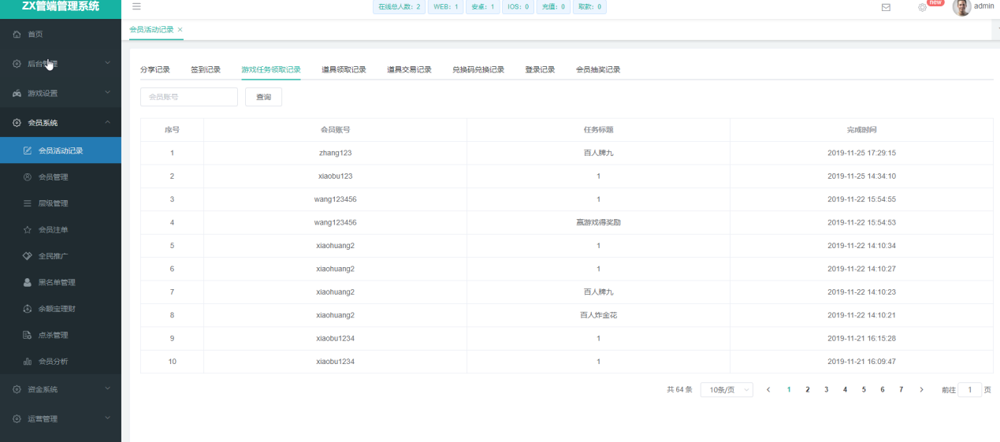 ZX管端管理系统
在线总人数：2 WEB：1 安卓：1 IOS：0 充值：0 取款：0
new admin
首页
后台管理
游戏设置
会员系统
会员活动记录
会员管理
层级管理
会员注单
全民推广
黑名单管理
余额宝理财
点杀管理
会员分析
资金系统
运营管理
会员活动记录 ×
分享记录 签到记录 游戏任务领取记录 道具领取记录 道具交易记录 兑换码兑换记录 登录记录 会员抽奖记录
会员账号 查询
序号 会员账号 任务标题 完成时间
1 zhang123 百人牌九 2019-11-25 17:29:15
2 xiaobu123 1 2019-11-25 14:34:10
3 wang123456 1 2019-11-22 15:54:55
4 wang123456 赢游戏得奖励 2019-11-22 15:54:53
5 xiaohuang2 1 2019-11-22 14:10:34
6 xiaohuang2 1 2019-11-22 14:10:27
7 xiaohuang2 百人牌九 2019-11-22 14:10:23
8 xiaohuang2 百人炸金花 2019-11-22 14:10:21
9 xiaobu1234 1 2019-11-21 16:15:28
10 xiaobu1234 1 2019-11-21 16:09:47
共 64 条 10条/页 < 1 2 3 4 5 6 7 > 前往 1 页